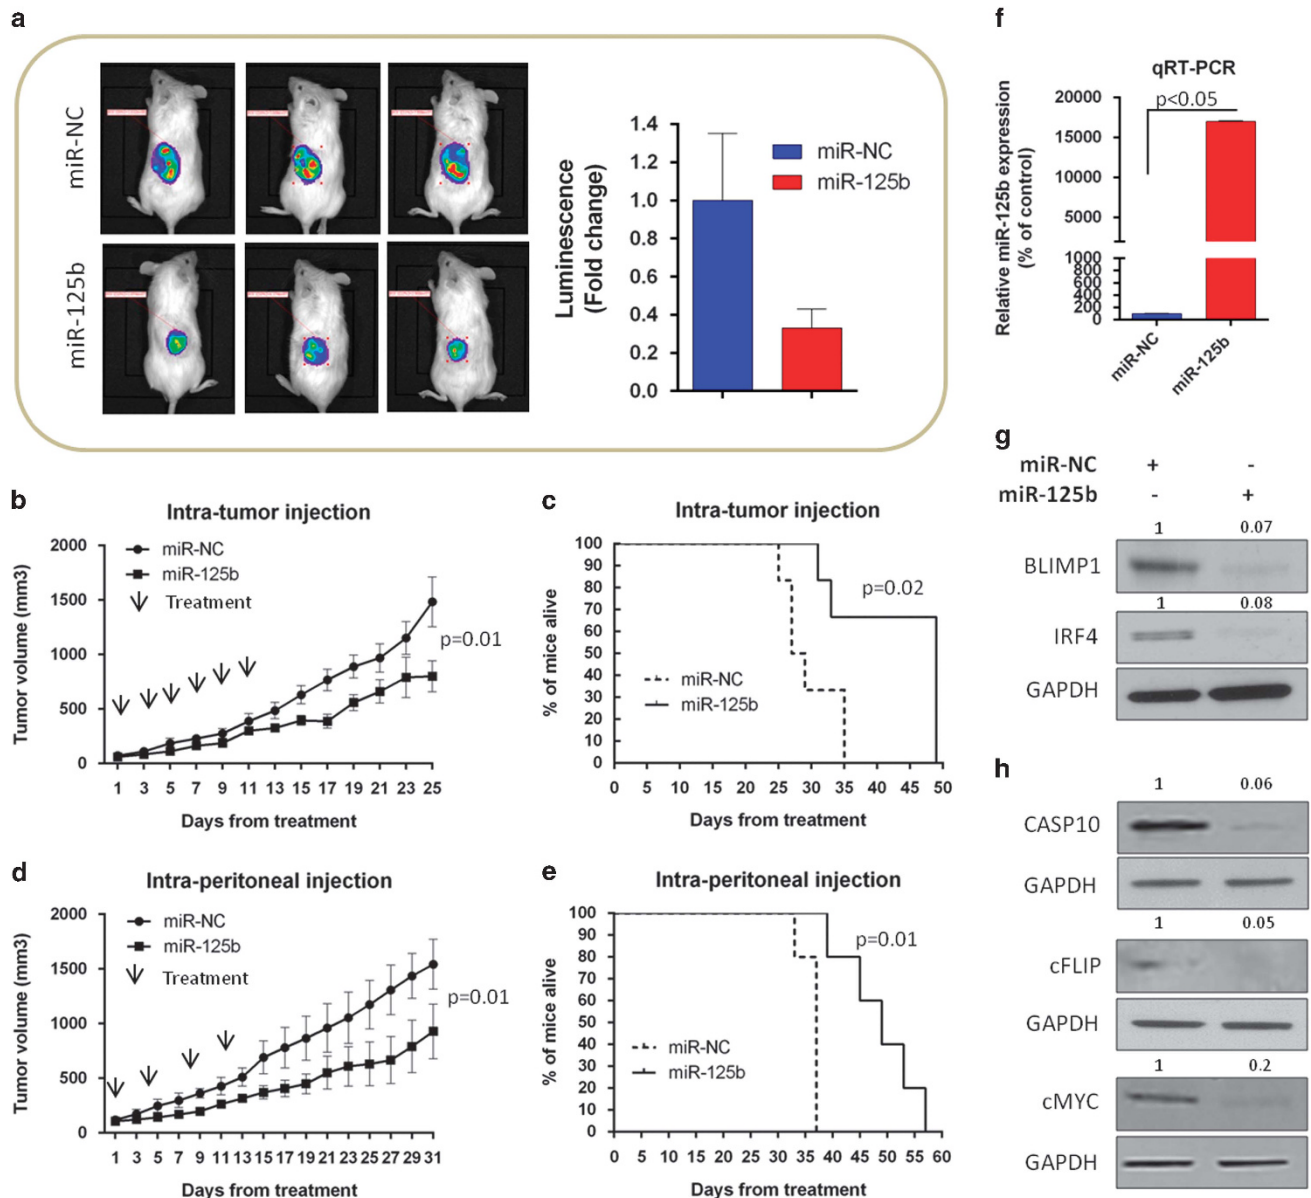 a
miR-NC
miR-125b
Luminescence
(Fold change)
1.4
1.2
1.0
0.8
0.6
0.4
0.2
0.0
miR-NC
miR-125b
f
qRT-PCR
p<0.05
Relative miR-125b expression
(% of control)
20000
15000
10000
5000
1000
800
600
400
200
0
miR-NC
miR-125b
b
Intra-tumor injection
miR-NC
miR-125b
Treatment
Tumor volume (mm3)
2000
1500
1000
500
0
p=0.01
1 3 5 7 9 11 13 15 17 19 21 23 25
Days from treatment
c
Intra-tumor injection
% of mice alive
100
90
80
70
60
50
40
30
20
10
0
p=0.02
miR-NC
miR-125b
0 5 10 15 20 25 30 35 40 45 50
Days from treatment
d
Intra-peritoneal injection
miR-NC
miR-125b
Treatment
Tumor volume (mm3)
2000
1500
1000
500
0
p=0.01
1 3 5 7 9 11 13 15 17 19 21 23 25 27 29 31
Days from treatment
e
Intra-peritoneal injection
% of mice alive
100
90
80
70
60
50
40
30
20
10
0
p=0.01
miR-NC
miR-125b
0 5 10 15 20 25 30 35 40 45 50 55 60
Days from treatment
g
miR-NC + -
miR-125b - +
1 0.07
BLIMP1
1 0.08
IRF4
GAPDH
h
1 0.06
CASP10
GAPDH
1 0.05
cFLIP
GAPDH
1 0.2
cMYC
GAPDH